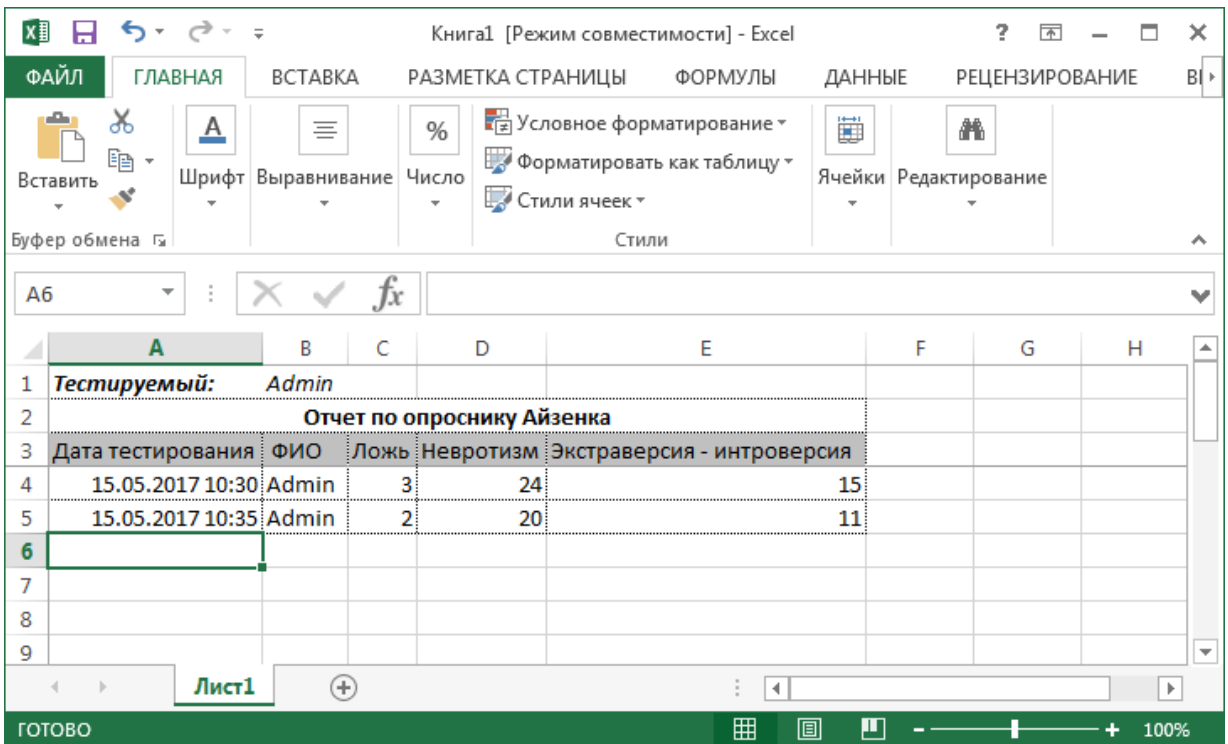 Книга1 [Режим совместимости] - Excel ?
ФАЙЛ ГЛАВНАЯ ВСТАВКА РАЗМЕТКА СТРАНИЦЫ ФОРМУЛЫ ДАННЫЕ РЕЦЕНЗИРОВАНИЕ
Вставить
Шрифт
Выравнивание
%
Число
Условное форматирование
Форматировать как таблицу
Стили ячеек
Ячейки
Редактирование
Буфер обмена
Стили
A6 fx
A B C D E F G H
1 Тестируемый: Admin
2 Отчет по опроснику Айзенка
3 Дата тестирования ФИО Ложь Невротизм Экстраверсия - интроверсия
4 15.05.2017 10:30 Admin 3 24 15
5 15.05.2017 10:35 Admin 2 20 11
6
7
8
9
Лист1
ГОТОВО 100%